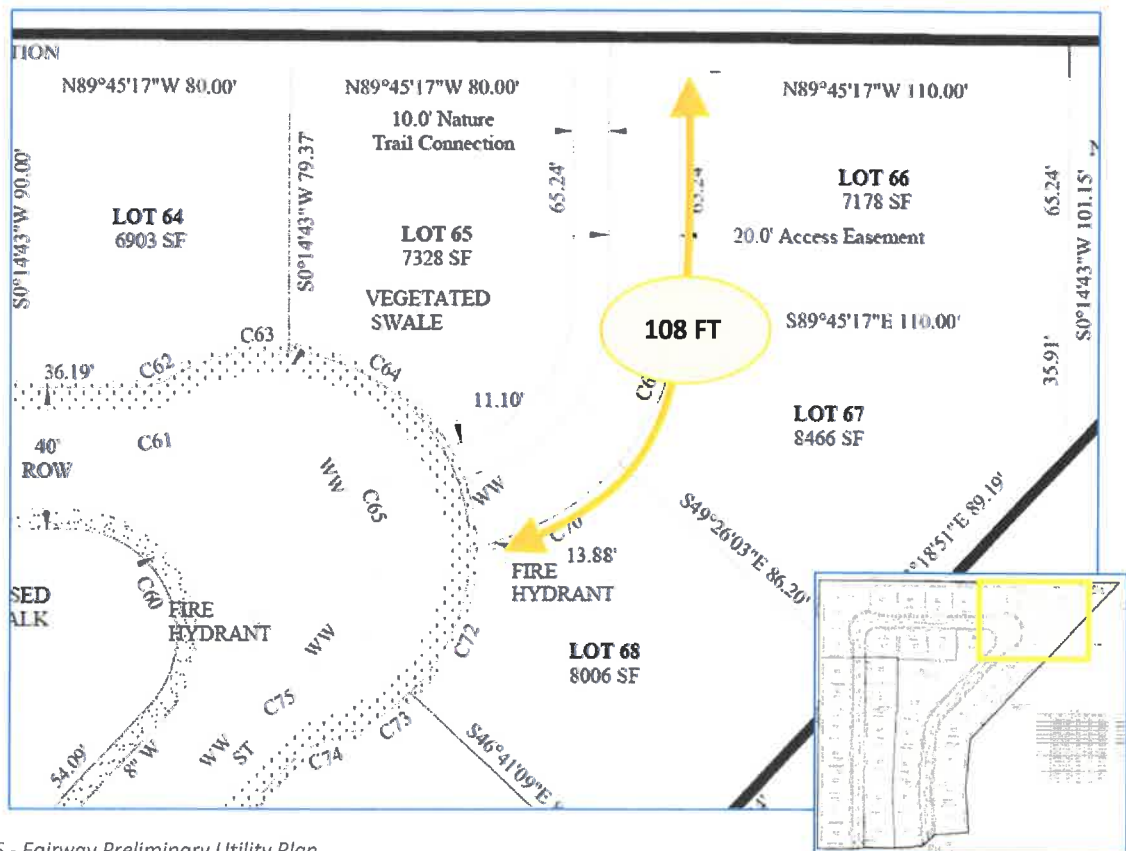 TION
N89°45'17"W 80.00'
N89°45'17"W 80.00'
N89°45'17"W 110.00'
10.0' Nature
Trail Connection
S0°14'43"W 90.00'
S0°14'43"W 79.37
65.24'
65.24'
65.24'
S0°14'43"W 101.15'
LOT 64
6903 SF
LOT 65
7328 SF
LOT 66
7178 SF
20.0' Access Easement
VEGETATED
SWALE
108 FT
S89°45'17"E 110.00'
35.91'
36.19'
C62
C63
C64
11.10'
LOT 67
8466 SF
40'
ROW
C61
WW
C65
WW
C70
13.88'
FIRE
HYDRANT
S49°26'03"E 86.20'
°18'51"E 89.19'
SED
ALK
C60
FIRE
HYDRANT
WW
C72
LOT 68
8006 SF
C75
C73
C74
WW
ST
54.09'
8" W
S46°41'09"E
- Fairway Preliminary Utility Plan